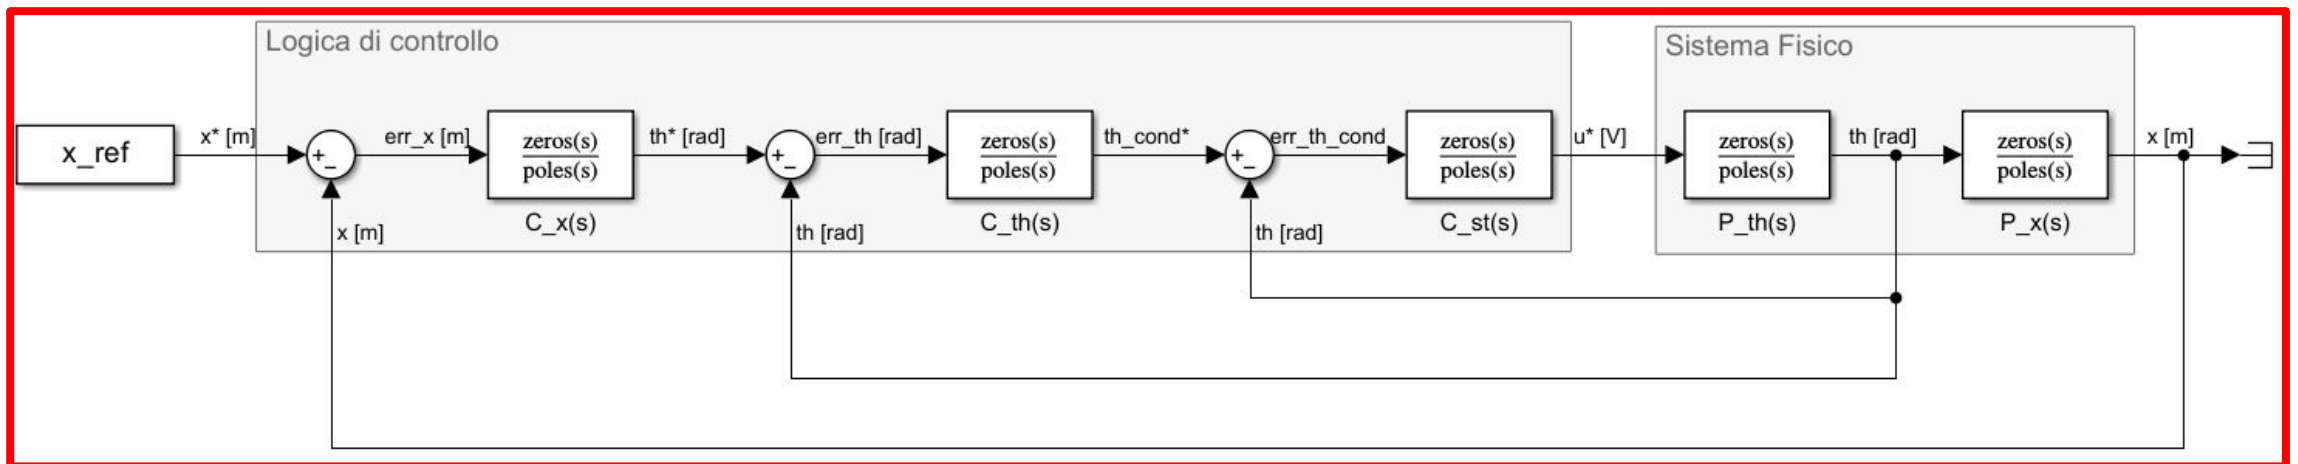 Logica di controllo
Sistema Fisico
x_ref
x* [m]
+
−
err_x [m]
zeros(s)
poles(s)
C_x(s)
th* [rad]
+
−
err_th [rad]
zeros(s)
poles(s)
C_th(s)
th_cond*
+
−
err_th_cond
zeros(s)
poles(s)
C_st(s)
u* [V]
zeros(s)
poles(s)
P_th(s)
th [rad]
zeros(s)
poles(s)
P_x(s)
x [m]
x [m]
th [rad]
th [rad]